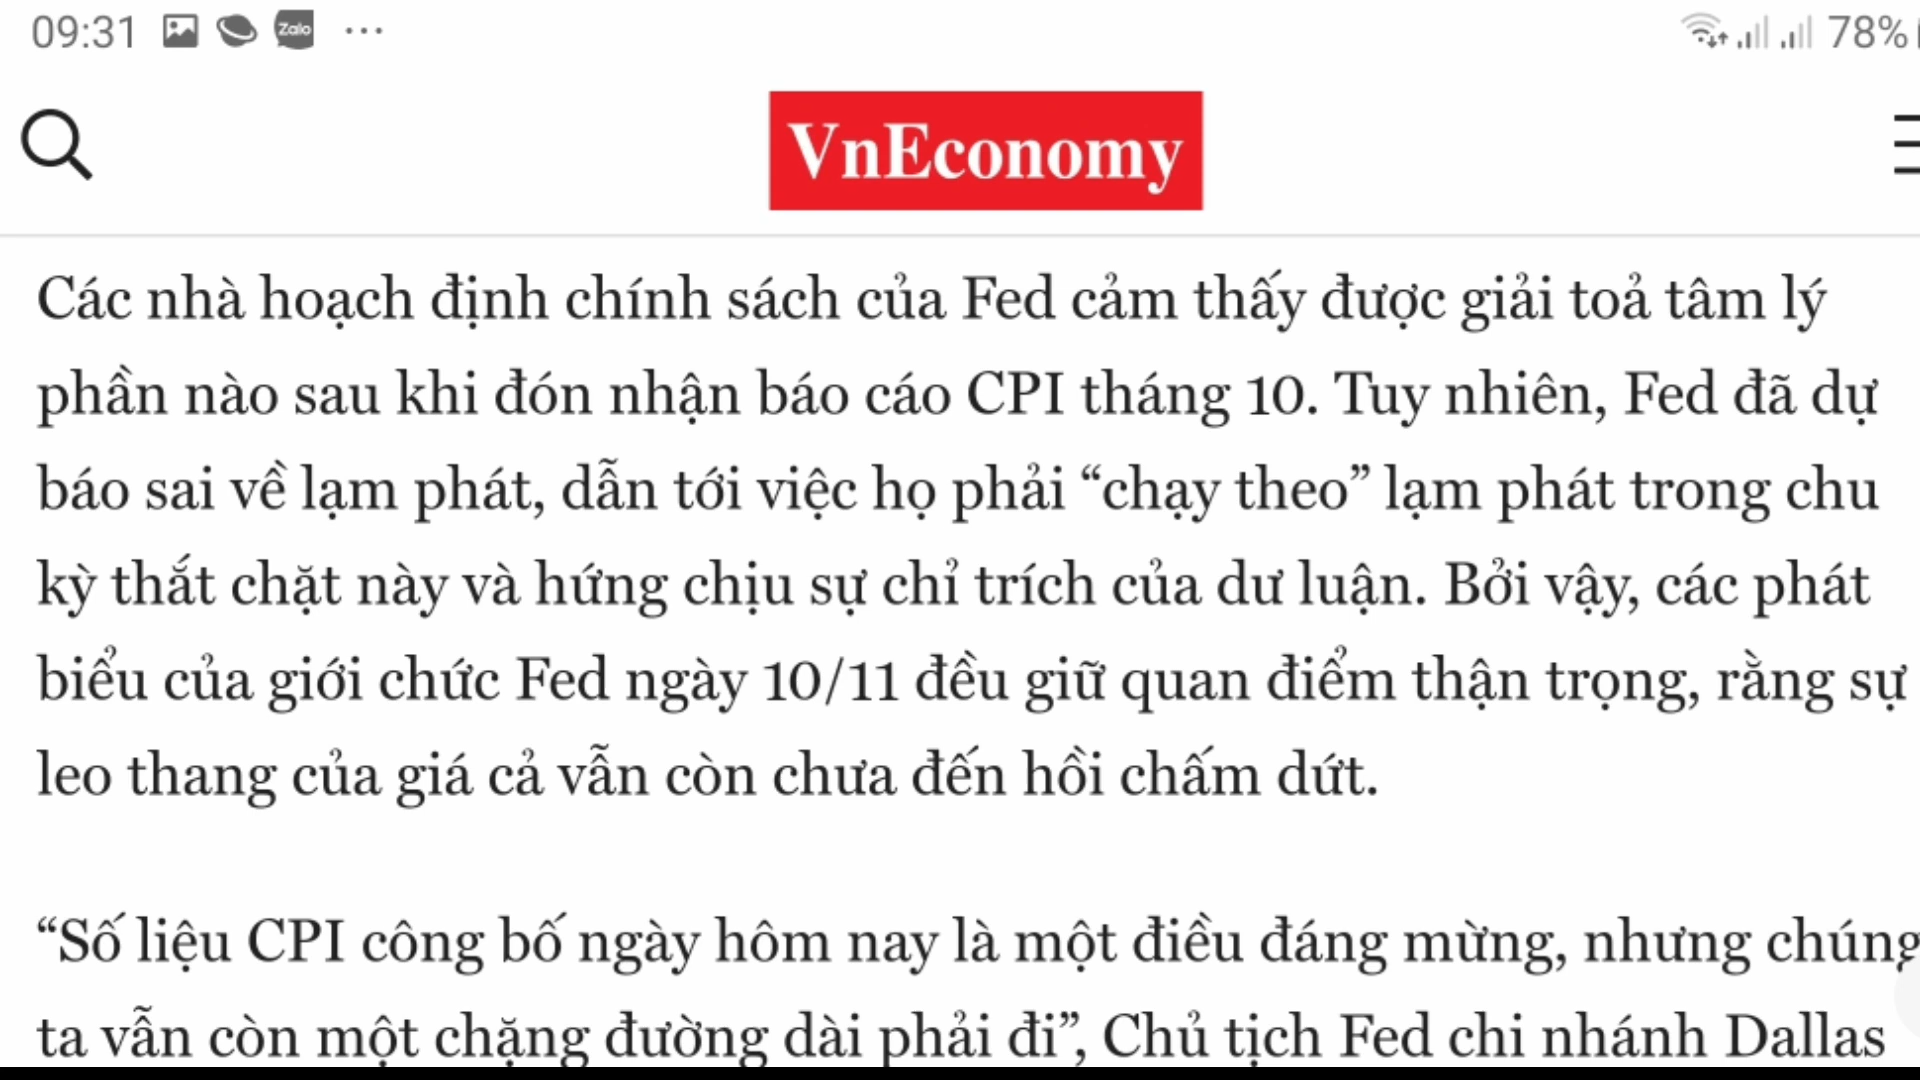 09:31 Zalo ... 78%
VnEconomy
Các nhà hoạch định chính sách của Fed cảm thấy được giải toả tâm lý
phần nào sau khi đón nhận báo cáo CPI tháng 10. Tuy nhiên, Fed đã dự
báo sai về lạm phát, dẫn tới việc họ phải “chạy theo” lạm phát trong chu
kỳ thắt chặt này và hứng chịu sự chỉ trích của dư luận. Bởi vậy, các phát
biểu của giới chức Fed ngày 10/11 đều giữ quan điểm thận trọng, rằng sự
leo thang của giá cả vẫn còn chưa đến hồi chấm dứt.
“Số liệu CPI công bố ngày hôm nay là một điều đáng mừng, nhưng chúng
ta vẫn còn một chặng đường dài phải đi”, Chủ tịch Fed chi nhánh Dallas